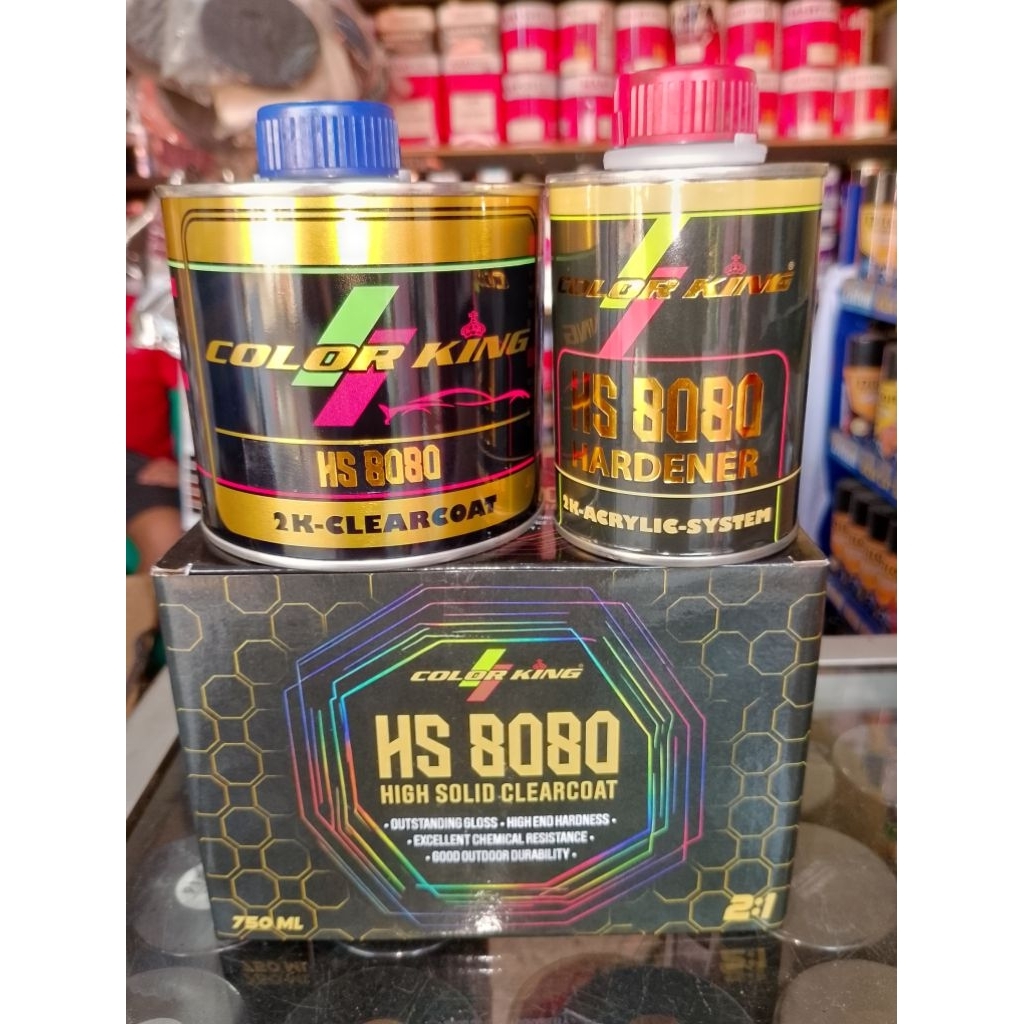 COLOR KING
HS 8080
2K-CLEARCOAT
COLOR KING®
HS 8080
HARDENER
2K-ACRYLIC-SYSTEM
COLOR KING®
HS 8080
HIGH SOLID CLEARCOAT
• OUTSTANDING GLOSS • HIGH END HARDNESS •
• EXCELLENT CHEMICAL RESISTANCE •
• GOOD OUTDOOR DURABILITY •
750 ML
2:1